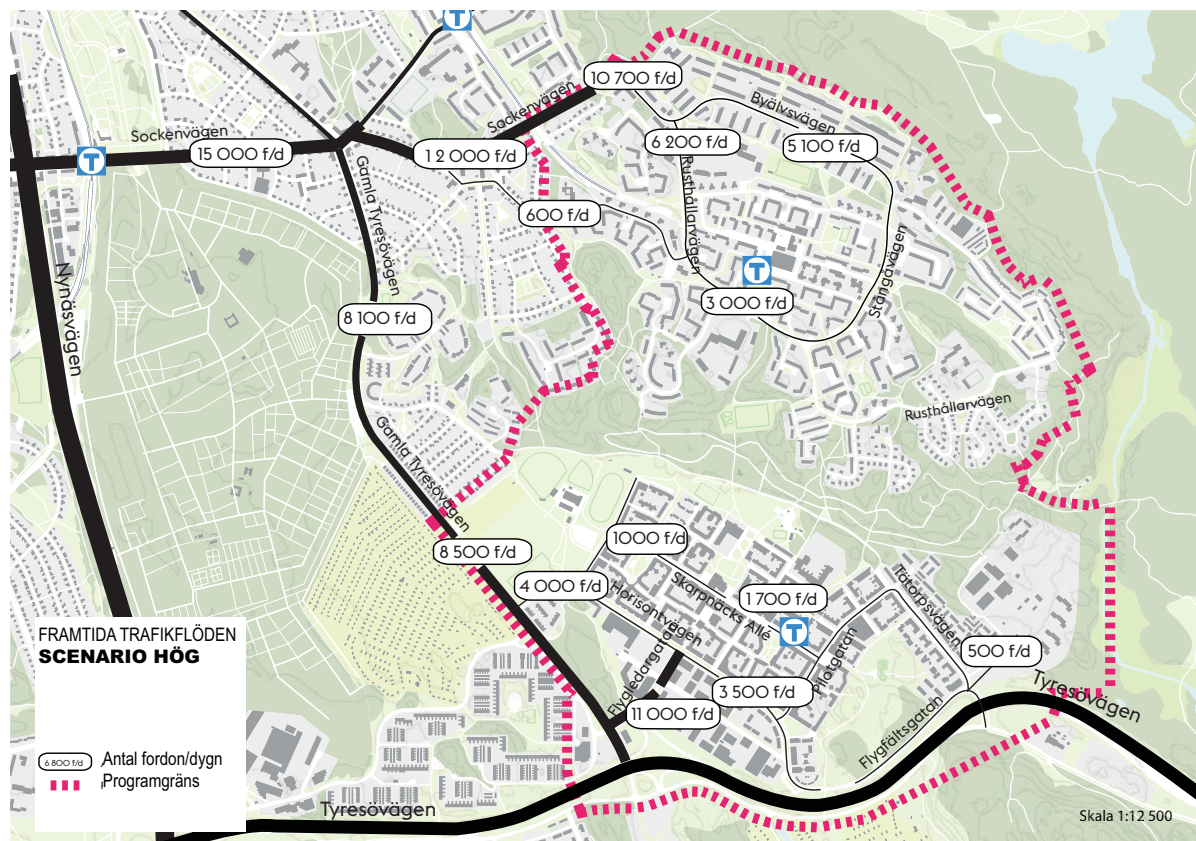 T
10 700 f/d
Sockenvägen
Byälvsvägen
Sockenvägen
15 000 f/d
1 2 000 f/d
6 200 f/d
5 100 f/d
T
Gamla Tyresövägen
600 f/d
Rusthållarvägen
Stångåvägen
Nynäsvägen
T
3 000 f/d
8 100 f/d
Rusthållarvägen
Gamla Tyresövägen
8 500 f/d
1000 f/d
4 000 f/d
Horisontvägen
Skarpnäcks Allé
1 700 f/d
Tätorpsvägen
T
500 f/d
Pilotgatan
Flygledargatan
3 500 f/d
11 000 f/d
Tyresövägen
Flygfältsgatan
Tyresövägen
FRAMTIDA TRAFIKFLÖDEN
SCENARIO HÖG
6 800 f/d Antal fordon/dygn
Programgräns
Skala 1:12 500